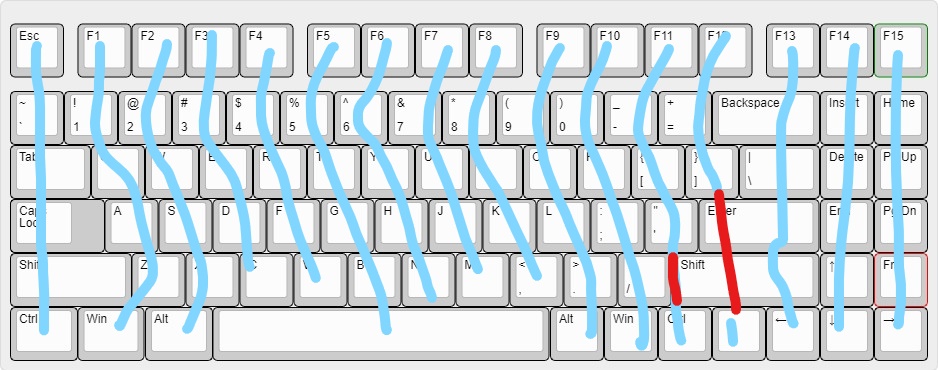 Esc F1 F2 F3 F4 F5 F6 F7 F8 F9 F10 F11 F13 F14 F15
~ ! @ # $ % ^ & * ( ) _ + Backspace Insert Home
` 1 2 3 4 5 6 7 8 9 0 - =
Tab E R T Y U O { } | Delete PgUp
[ ] \
Caps A S D F G H J K L : " Enter End PgDn
Lock ; '
Shift Z C V B N M < > Shift ↑ Fn
, . /
Ctrl Win Alt Alt Win Ctrl ← ↓ →